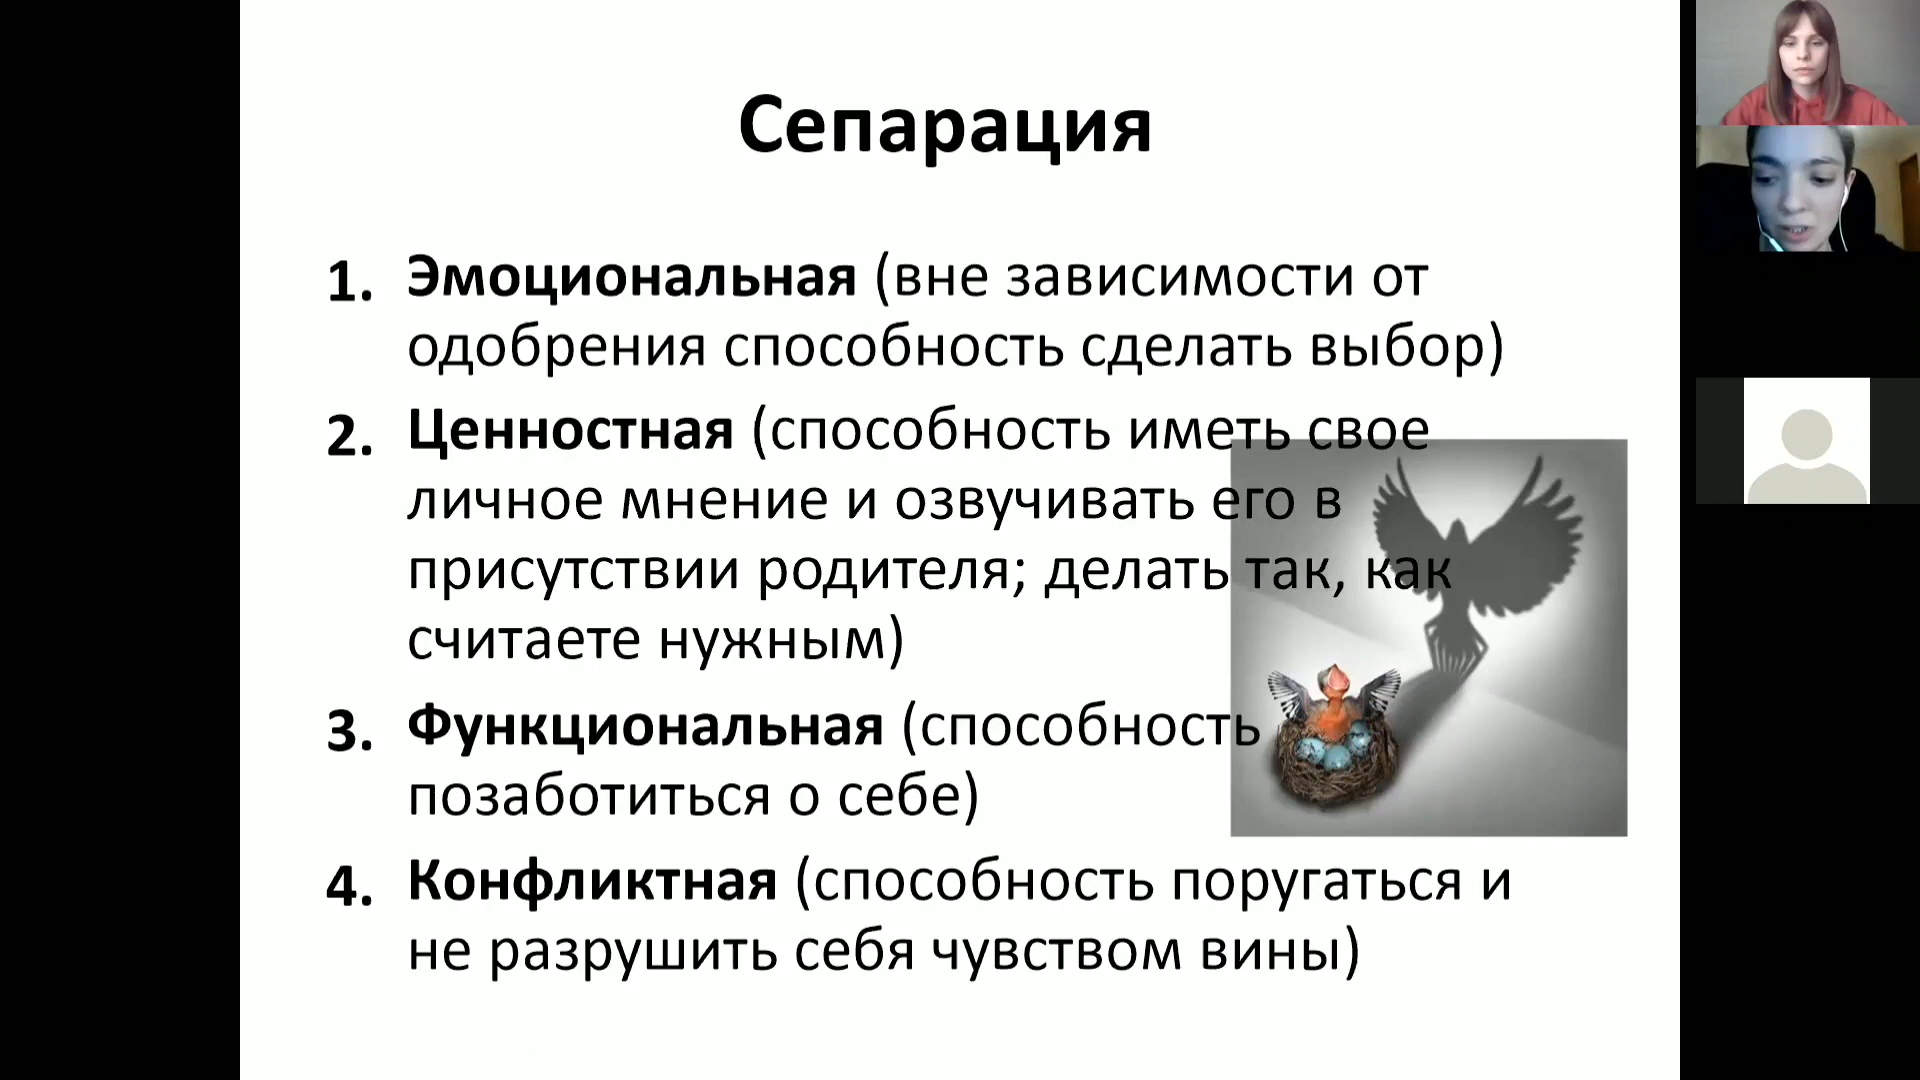 Сепарация
1. Эмоциональная (вне зависимости от
одобрения способность сделать выбор)
2. Ценностная (способность иметь свое
личное мнение и озвучивать его в
присутствии родителя; делать так, как
считаете нужным)
3. Функциональная (способность
позаботиться о себе)
4. Конфликтная (способность поругаться и
не разрушить себя чувством вины)